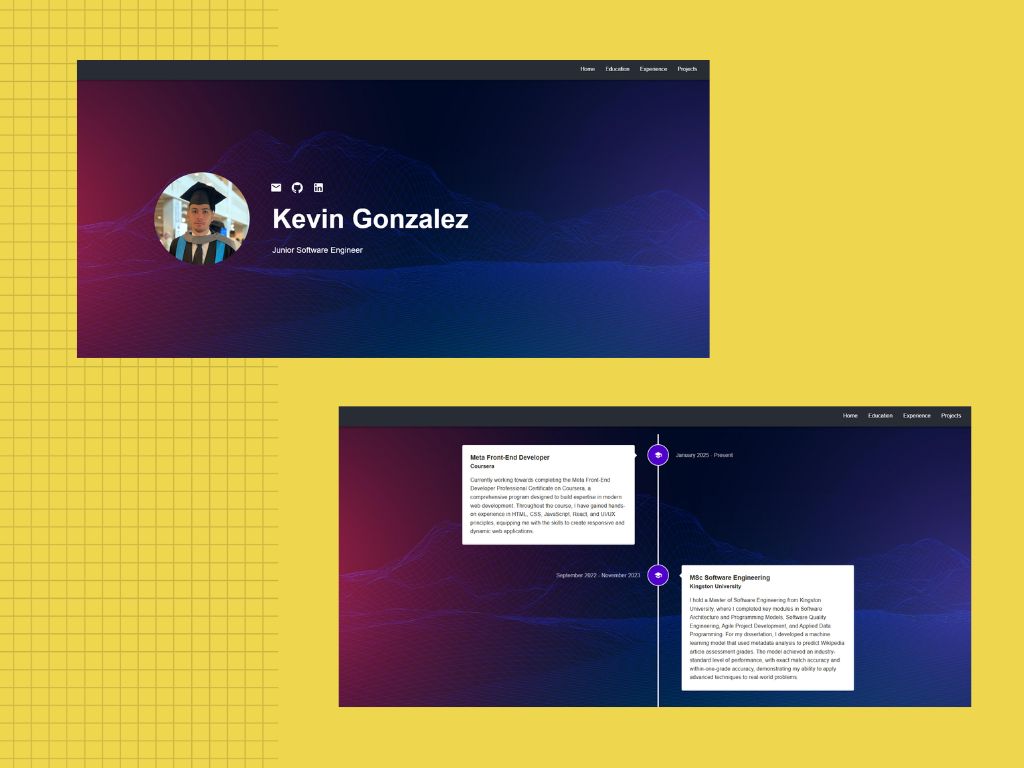 Home Education Experience Projects
Kevin Gonzalez
Junior Software Engineer
Home Education Experience Projects
Meta Front-End Developer
Coursera
Currently working towards completing the Meta Front-End
Developer Professional Certificate on Coursera, a
comprehensive program designed to build expertise in modern
web development. Throughout the course, I have gained hands-
on experience in HTML, CSS, JavaScript, React, and UI/UX
principles, equipping me with the skills to create responsive and
dynamic web applications.
January 2025 - Present
September 2022 - November 2023
MSc Software Engineering
Kingston University
I hold a Master of Software Engineering from Kingston
University, where I completed key modules in Software
Architecture and Programming Models, Software Quality
Engineering, Agile Project Development, and Applied Data
Programming. For my dissertation, I developed a machine
learning model that used metadata analysis to predict Wikipedia
article assessment grades. The model achieved an industry-
standard level of performance, with exact match accuracy and
within-one-grade accuracy, demonstrating my ability to apply
advanced techniques to real-world problems.